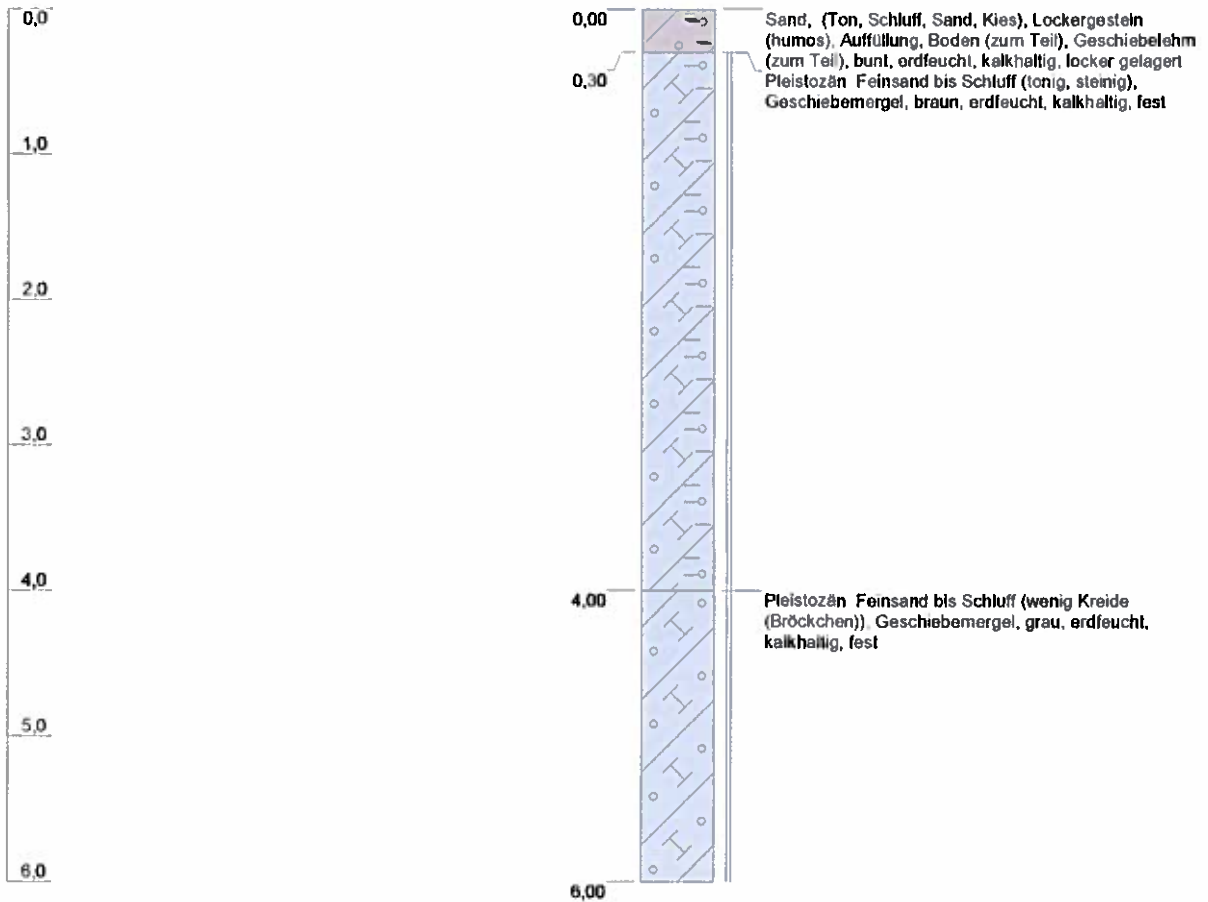 0,0
1,0
2,0
3,0
4,0
5,0
6,0
0,00
0,30
4,00
6,00
Sand, (Ton, Schluff, Sand, Kies), Lockergestein
(humos), Auffüllung, Boden (zum Teil), Geschiebelehm
(zum Teil), bunt, erdfeucht, kalkhaltig, locker gelagert
Pleistozän Feinsand bis Schluff (tonig, steinig),
Geschiebemergel, braun, erdfeucht, kalkhaltig, fest
Pleistozän Feinsand bis Schluff (wenig Kreide
(Bröckchen)) Geschiebemergel, grau, erdfeucht,
kalkhaltig, fest